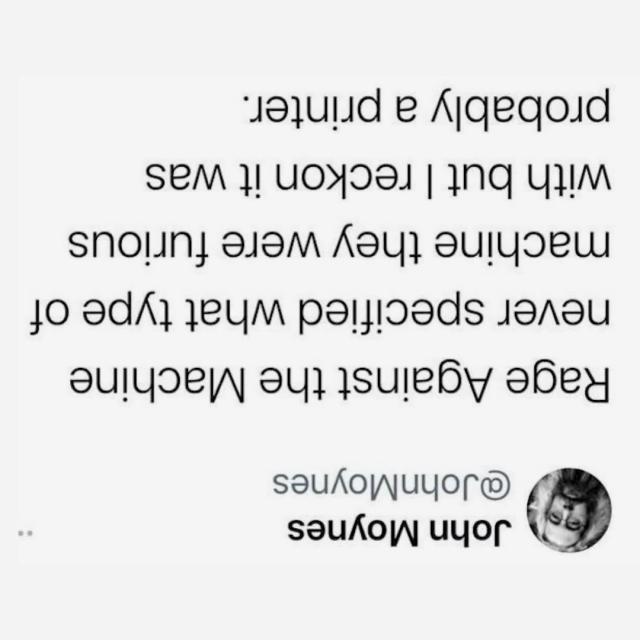 John Moynes
@JohnMoynes
Rage Against the Machine
never specified what type of
machine they were furious
with but I reckon it was
probably a printer.